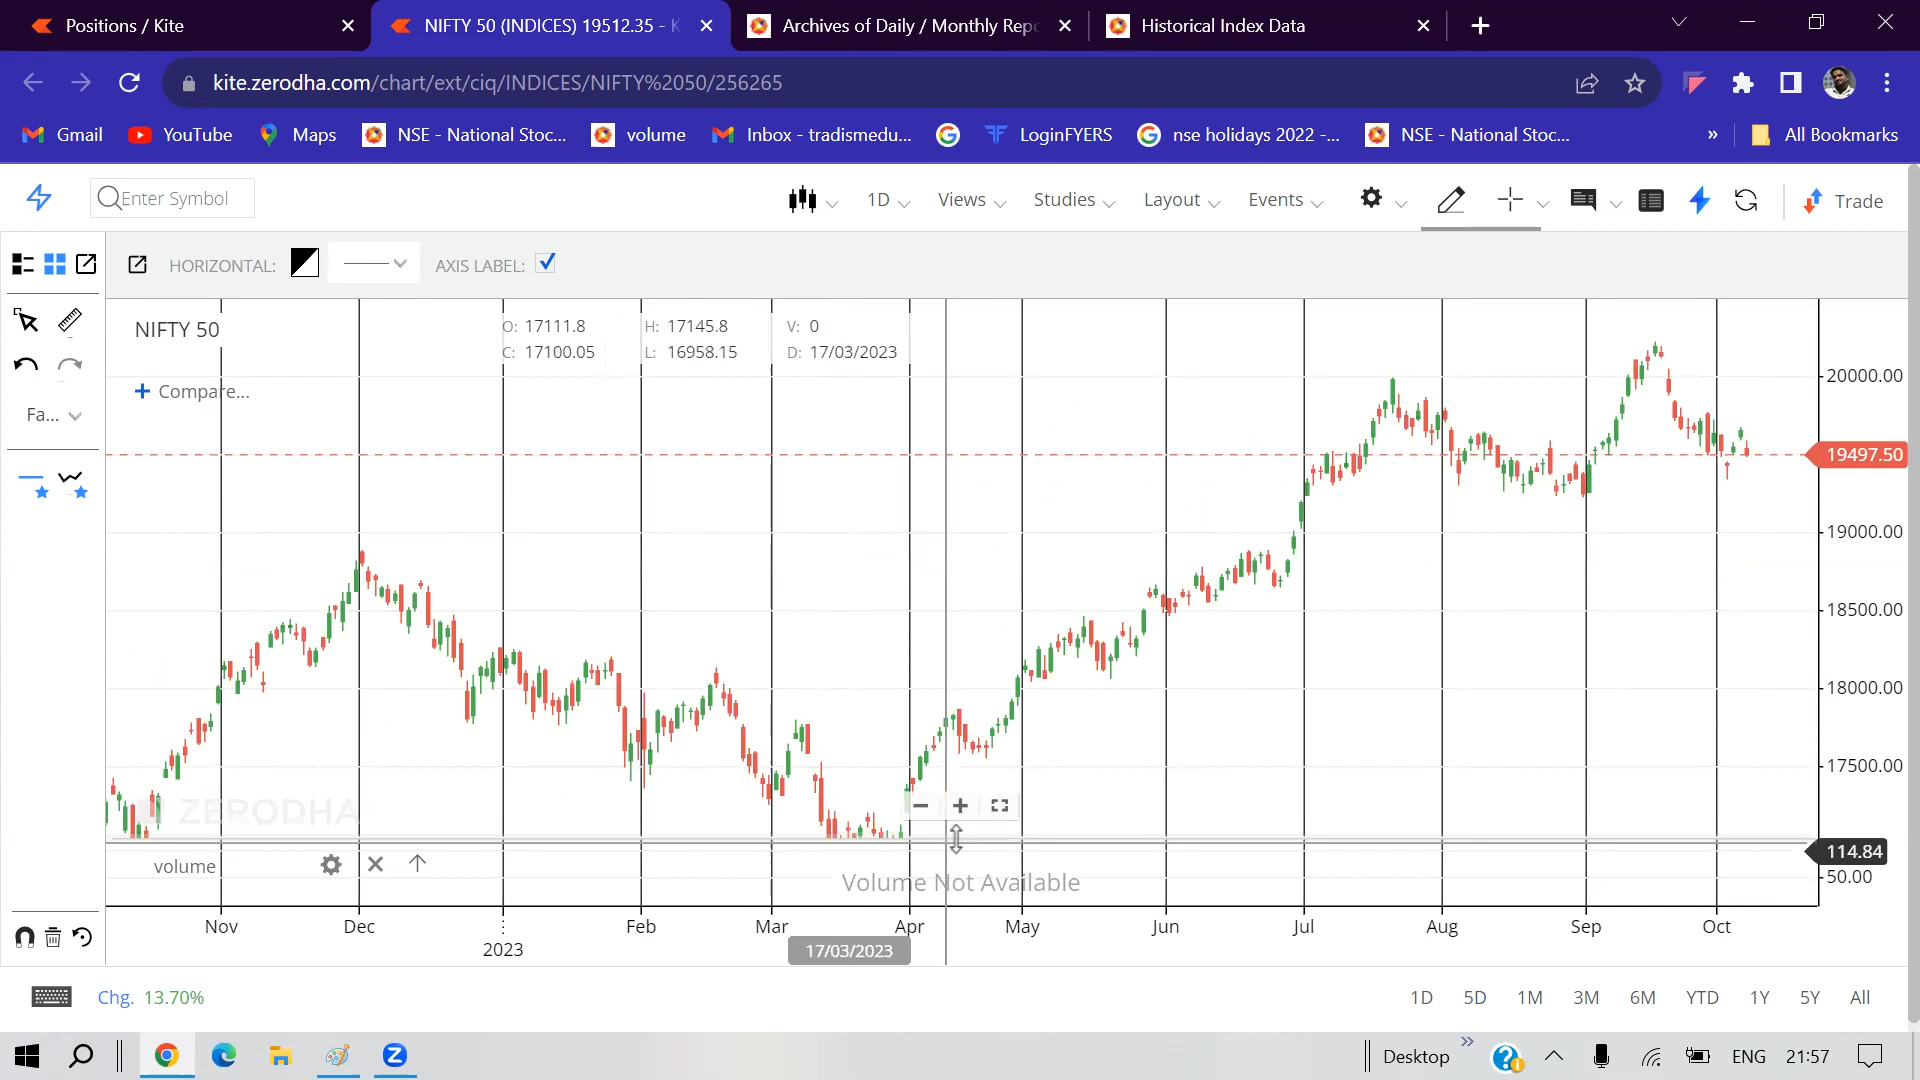 Positions / Kite
NIFTY 50 (INDICES) 19512.35 - K
Archives of Daily / Monthly Repo
Historical Index Data
kite.zerodha.com/chart/ext/ciq/INDICES/NIFTY%2050/256265
Gmail
YouTube
Maps
NSE - National Stoc...
volume
Inbox - tradismedu...
LoginFYERS
nse holidays 2022 -...
NSE - National Stoc...
»
All Bookmarks
Enter Symbol
1D
Views
Studies
Layout
Events
Trade
HORIZONTAL:
AXIS LABEL:
Fa...
NIFTY 50
O: 17111.8
H: 17145.8
V: 0
C: 17100.05
L: 16958.15
D: 17/03/2023
+ Compare...
20000.00
19497.50
19000.00
18500.00
18000.00
17500.00
ZERODHA
114.84
volume
Volume Not Available
50.00
Nov
Dec
2023
Feb
Mar
Apr
May
Jun
Jul
Aug
Sep
Oct
17/03/2023
Chg. 13.70%
1D
5D
1M
3M
6M
YTD
1Y
5Y
All
Desktop
»
ENG
21:57